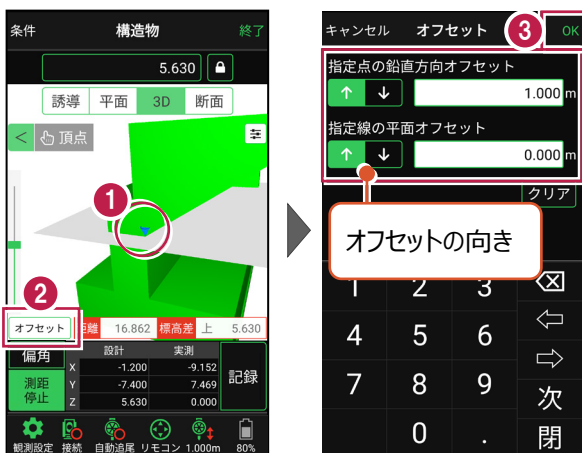 条件 構造物 終了
5.630
誘導 平面 3D 断面
< 頂点
1
2
オフセット 距離 16.862 標高差 上 5.630
偏角 設計 実測
X -1.200 -9.152
測距 Y -7.400 7.469
停止 Z 5.630 0.000
記録
観測設定 接続 自動追尾 リモコン 1.000m 80%
キャンセル オフセット 3 OK
指定点の鉛直方向オフセット
↑ ↓ 1.000 m
指定線の平面オフセット
↑ ↓ 0.000 m
クリア
オフセットの向き
1 2 3
4 5 6
7 8 9 次
0 . 閉